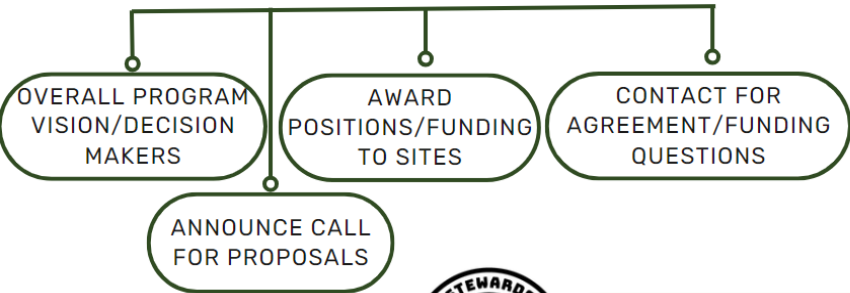 OVERALL PROGRAM
VISION/DECISION
MAKERS
AWARD
POSITIONS/FUNDING
TO SITES
CONTACT FOR
AGREEMENT/FUNDING
QUESTIONS
ANNOUNCE CALL
FOR PROPOSALS